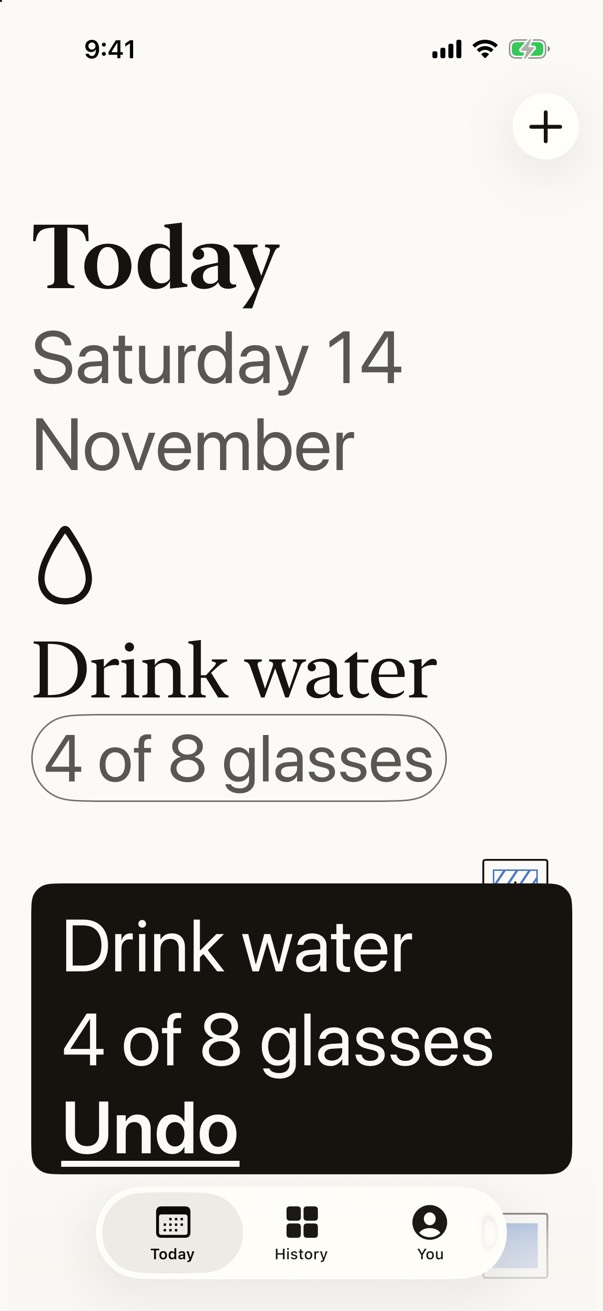 9:41
Today
Saturday 14
November
Drink water
4 of 8 glasses
Drink water
4 of 8 glasses
Undo
Today
History
You